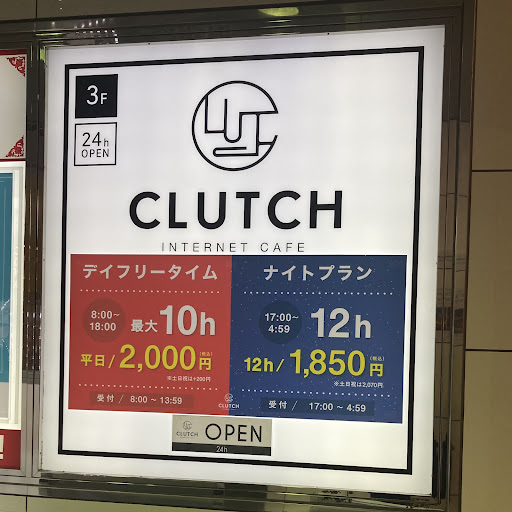 3F
24h
OPEN
CLUTCH
INTERNET CAFE
デイフリータイム
8:00~
18:00
最大10h
平日/2,000円(税込)
※土日祝は+200円
受付 / 8:00 ~ 13:59
CLUTCH
ナイトプラン
17:00~
4:59
12h
12h/1,850円(税込)
※土日祝は2,070円
受付 / 17:00 ~ 4:59
CLUTCH
OPEN
24h